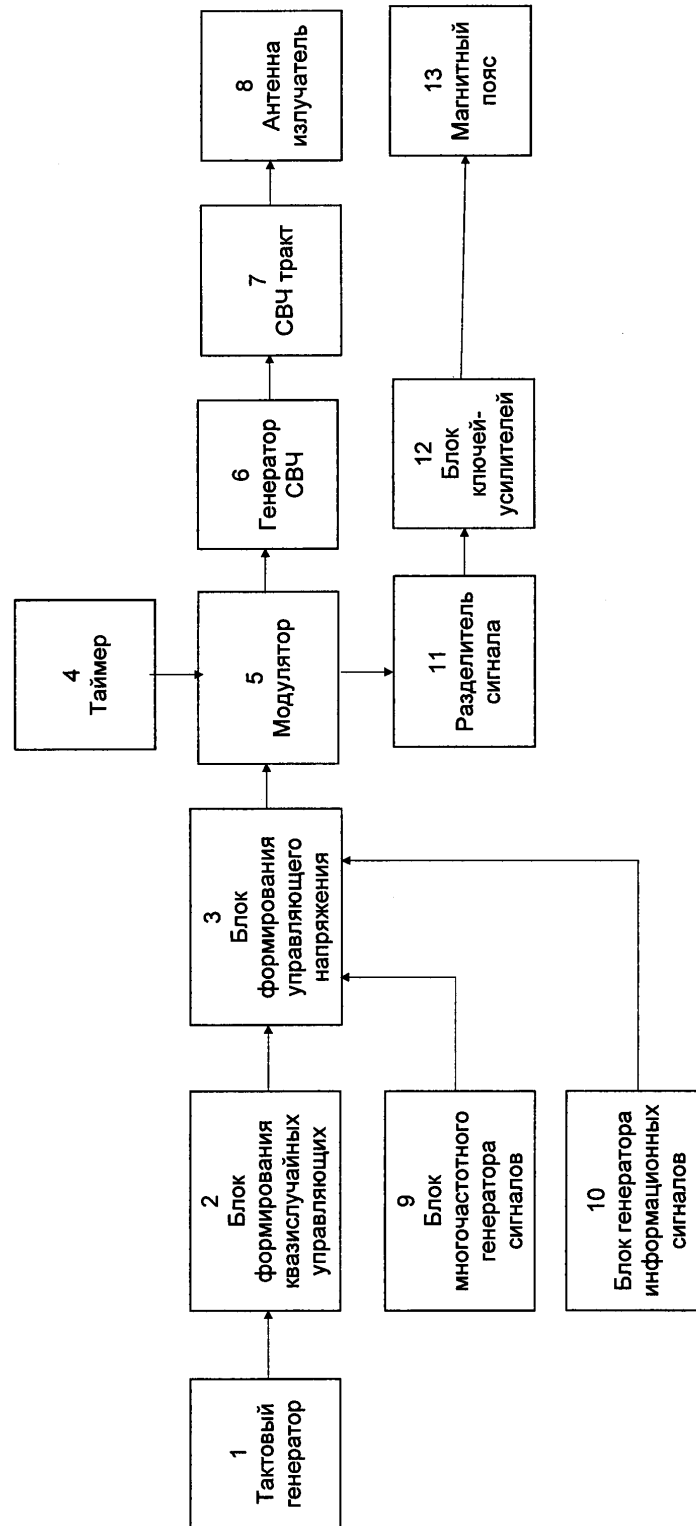 1
Тактовый
генератор
2
Блок
формирования
квазислучайных
управляющих
3
Блок
формирования
управляющего
напряжения
4
Таймер
5
Модулятор
6
Генератор
СВЧ
7
СВЧ тракт
8
Антенна
излучатель
9
Блок
многочастотного
генератора
сигналов
10
Блок генератора
информационных
сигналов
11
Разделитель
сигнала
12
Блок
ключей-
усилителей
13
Магнитный
пояс